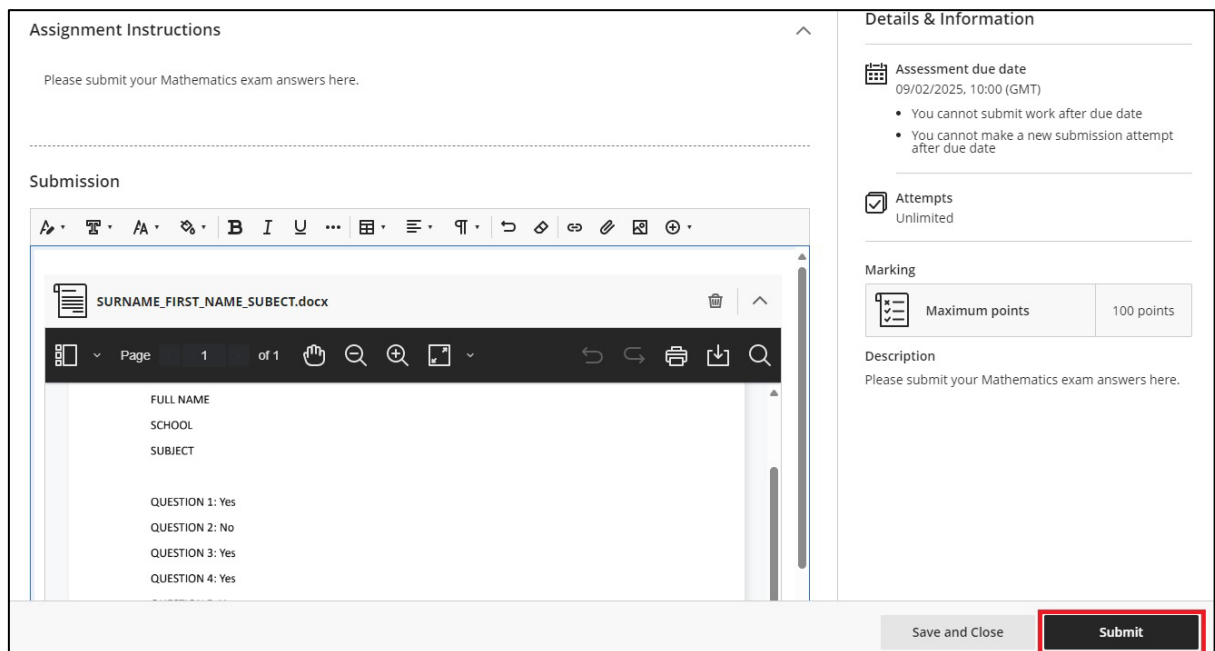 Assignment Instructions
Please submit your Mathematics exam answers here.
Submission
B I U
SURNAME_FIRST_NAME_SUBECT.docx
Page 1 of 1
FULL NAME
SCHOOL
SUBJECT
QUESTION 1: Yes
QUESTION 2: No
QUESTION 3: Yes
QUESTION 4: Yes
Details & Information
Assessment due date
09/02/2025, 10:00 (GMT)
• You cannot submit work after due date
• You cannot make a new submission attempt
after due date
Attempts
Unlimited
Marking
Maximum points 100 points
Description
Please submit your Mathematics exam answers here.
Save and Close Submit